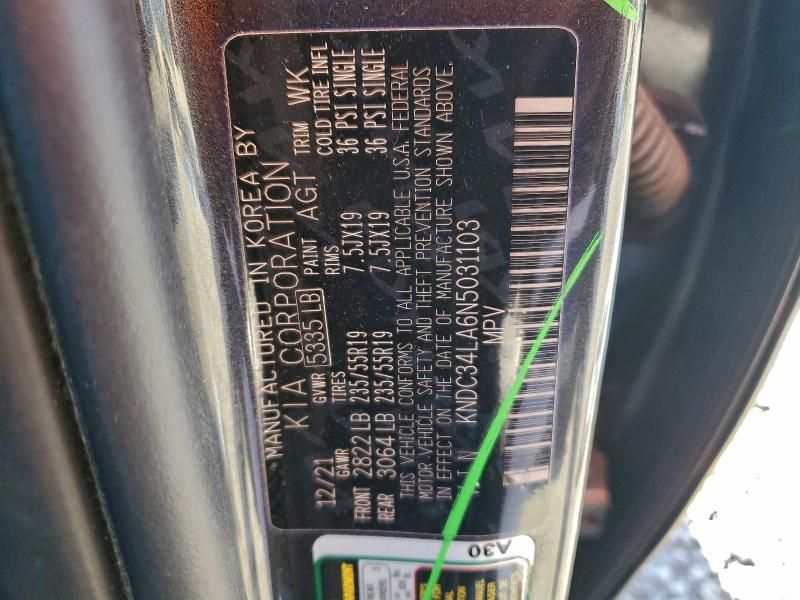 MANUFACTURED IN KOREA BY
KIA CORPORATION
12/21 GVWR 5335 LB PAINT AGT TRIM WK
GAWR TIRES RIMS COLD TIRE INFL
FRONT 2822 LB 235/55R19 7.5JX19 36 PSI SINGLE
REAR 3064 LB 235/55R19 7.5JX19 36 PSI SINGLE
THIS VEHICLE CONFORMS TO ALL APPLICABLE U.S.A. FEDERAL
MOTOR VEHICLE SAFETY AND THEFT PREVENTION STANDARDS
IN EFFECT ON THE DATE OF MANUFACTURE SHOWN ABOVE.
KNDC34LA6N5031103
MPV
A30